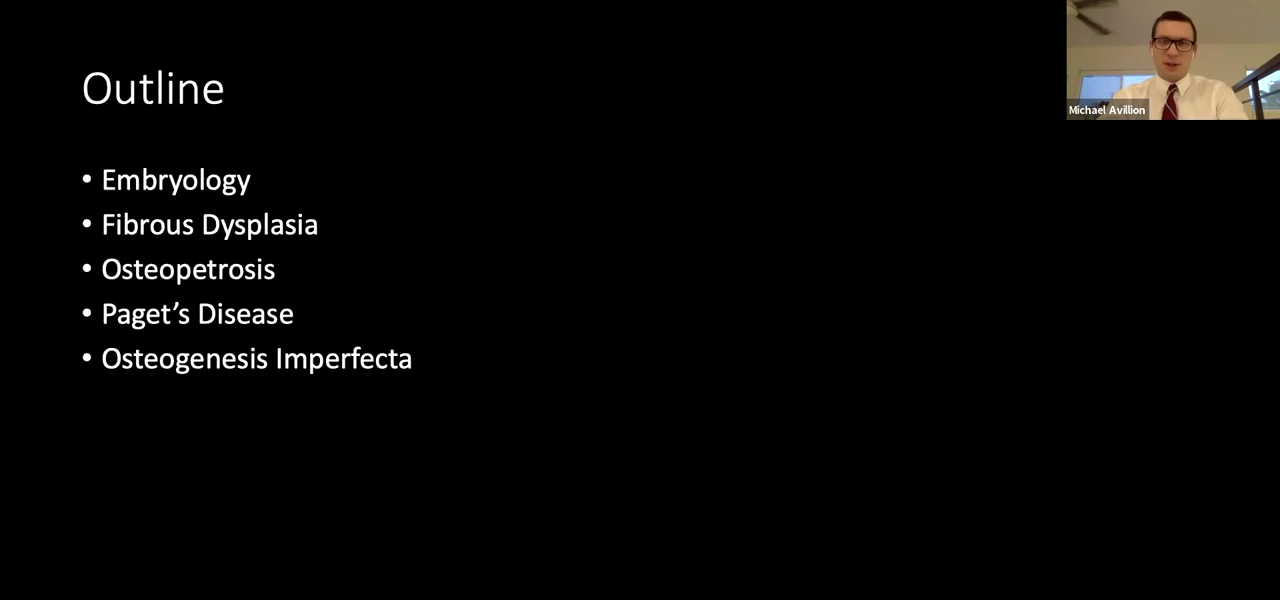 Outline
• Embryology
• Fibrous Dysplasia
• Osteopetrosis
• Paget’s Disease
• Osteogenesis Imperfecta
Michael Avillion